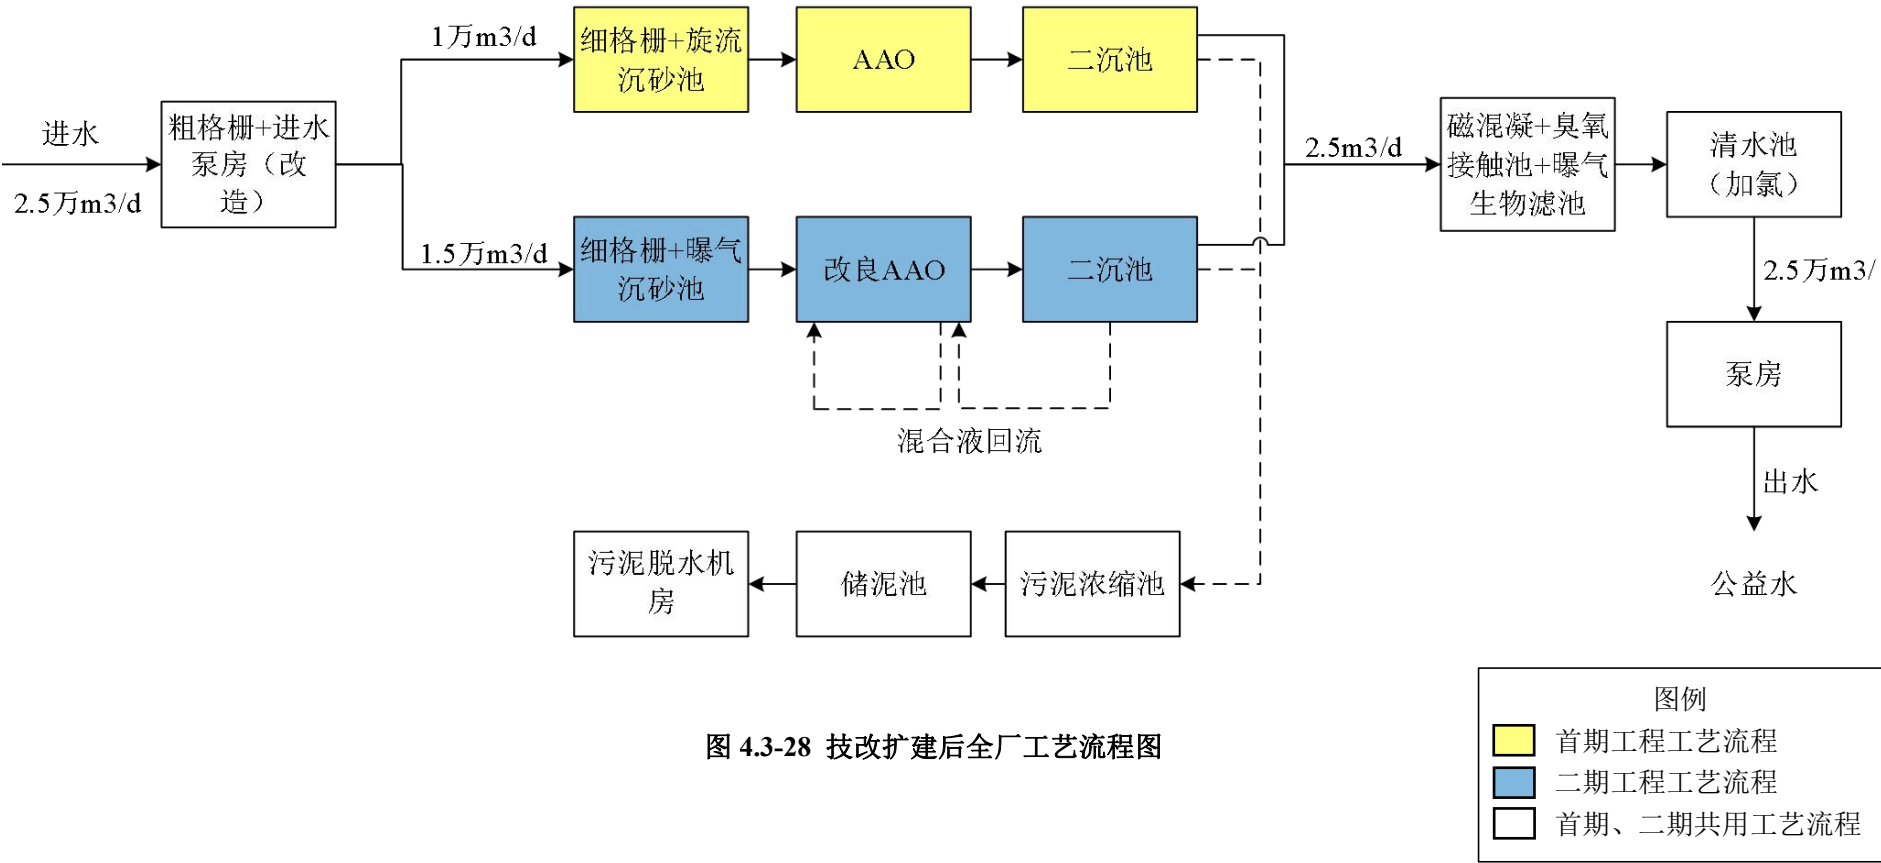 1万m3/d
细格栅+旋流
沉砂池
AAO
二沉池
进水
2.5万m3/d
粗格栅+进水
泵房（改
造）
2.5m3/d
磁混凝+臭氧
接触池+曝气
生物滤池
清水池
（加氯）
1.5万m3/d
细格栅+曝气
沉砂池
改良AAO
二沉池
2.5万m3/
泵房
混合液回流
出水
污泥脱水机
房
储泥池
污泥浓缩池
公益水
图 4.3-28 技改扩建后全厂工艺流程图
图例
首期工程工艺流程
二期工程工艺流程
首期、二期共用工艺流程